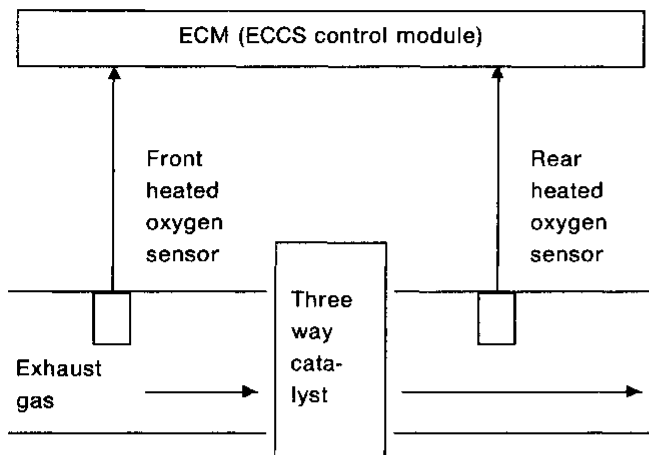 ECM (ECCS control module)
Front
heated
oxygen
sensor
Rear
heated
oxygen
sensor
Three
way
cata-
lyst
Exhaust
gas